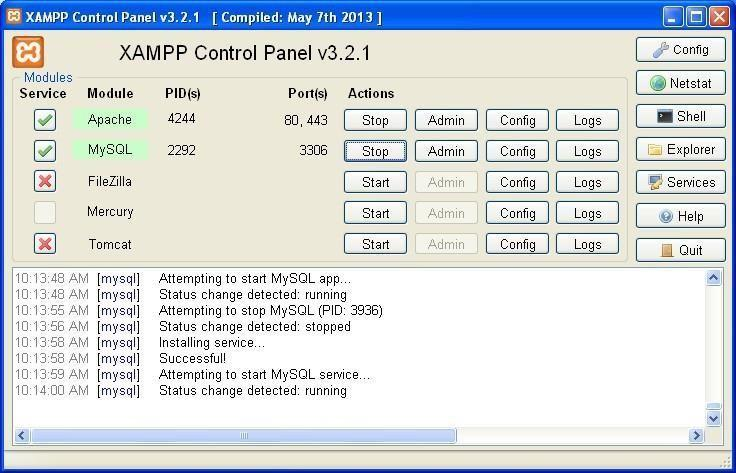 XAMPP Control Panel v3.2.1 [ Compiled: May 7th 2013 ]
XAMPP Control Panel v3.2.1
Config
Modules
Netstat
Service Module PID(s) Port(s) Actions
Apache 4244 80, 443 Stop Admin Config Logs
Shell
MySQL 2292 3306 Stop Admin Config Logs
Explorer
FileZilla Start Admin Config Logs
Services
Mercury Start Admin Config Logs
Help
Tomcat Start Admin Config Logs
Quit
10:13:48 AM [mysql] Attempting to start MySQL app...
10:13:48 AM [mysql] Status change detected: running
10:13:55 AM [mysql] Attempting to stop MySQL (PID: 3936)
10:13:56 AM [mysql] Status change detected: stopped
10:13:58 AM [mysql] Installing service...
10:13:58 AM [mysql] Successful!
10:13:59 AM [mysql] Attempting to start MySQL service...
10:14:00 AM [mysql] Status change detected: running